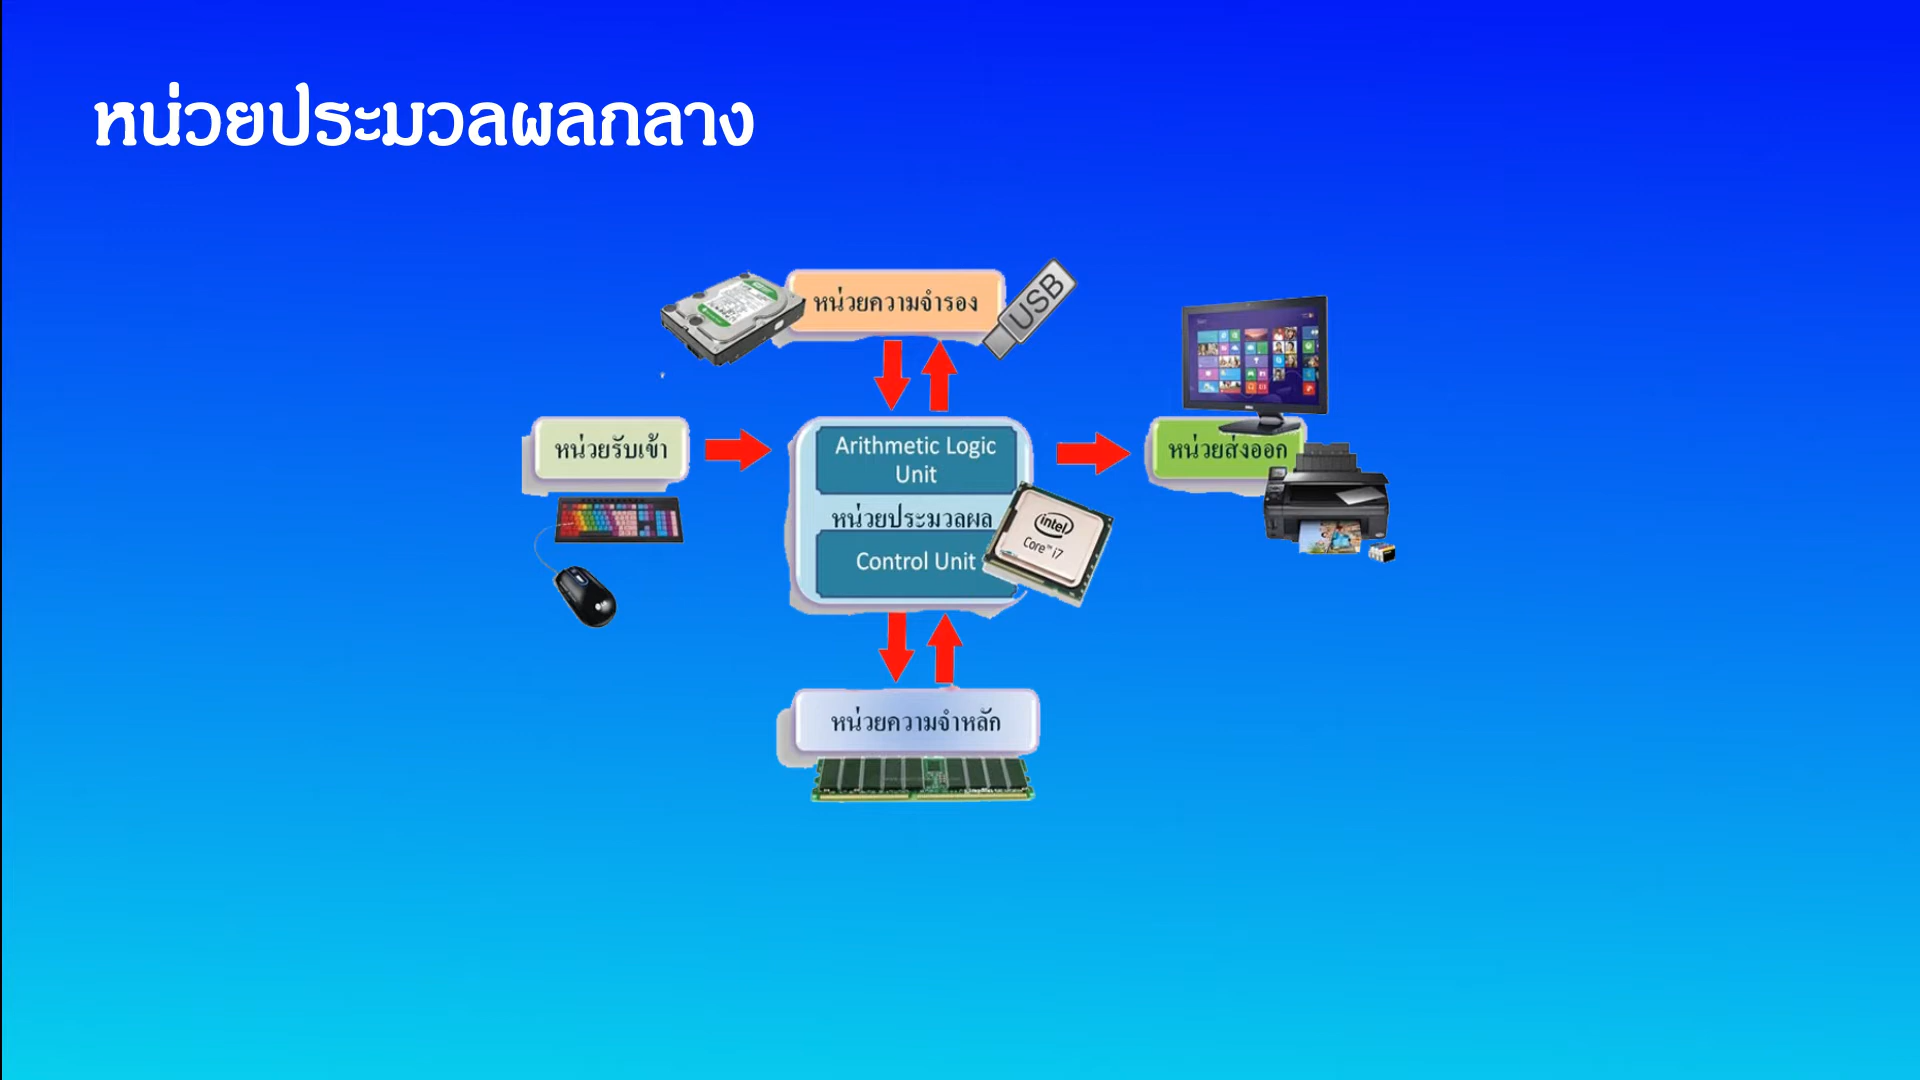 หน่วยประมวลผลกลาง
หน่วยความจำรอง
USB
หน่วยรับเข้า
Arithmetic Logic
Unit
หน่วยประมวลผล
Control Unit
intel
Core™ i7
หน่วยส่งออก
หน่วยความจำหลัก